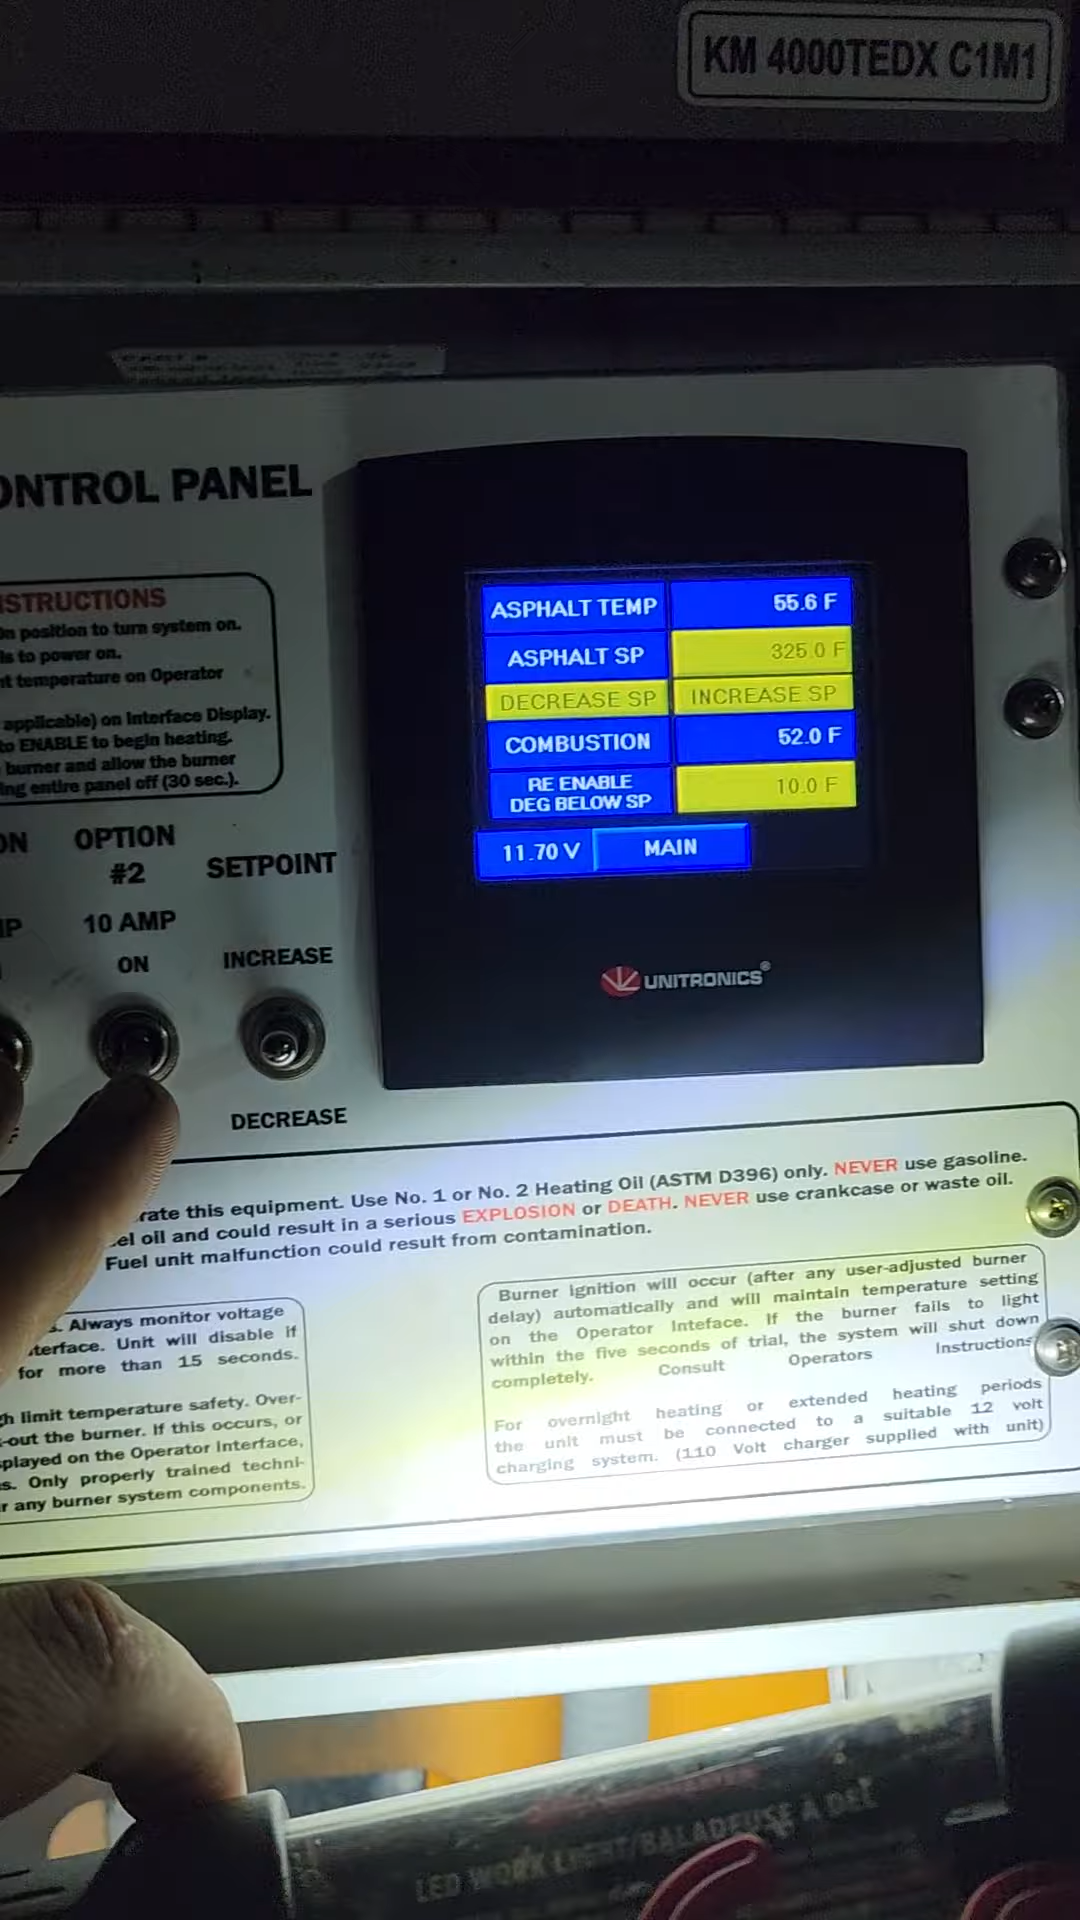 KM 4000TEDX C1M1
ONTROL PANEL
ISTRUCTIONS
On position to turn system on.
ls to power on.
nt temperature on Operator
applicable) on Interface Display.
to ENABLE to begin heating.
burner and allow the burner
ing entire panel off (30 sec.).
ASPHALT TEMP 55.6 F
ASPHALT SP 325.0 F
DECREASE SP INCREASE SP
COMBUSTION 52.0 F
RE ENABLE
DEG BELOW SP 10.0 F
11.70 V MAIN
UNITRONICS®
ON
OPTION
#2
SETPOINT
P
10 AMP
ON
INCREASE
DECREASE
rate this equipment. Use No. 1 or No. 2 Heating Oil (ASTM D396) only. NEVER use gasoline.
el oil and could result in a serious EXPLOSION or DEATH. NEVER use crankcase or waste oil.
Fuel unit malfunction could result from contamination.
s. Always monitor voltage
terface. Unit will disable if
for more than 15 seconds.
gh limit temperature safety. Over-
-out the burner. If this occurs, or
splayed on the Operator Interface,
s. Only properly trained techni-
r any burner system components.
Burner ignition will occur (after any user-adjusted burner
delay) automatically and will maintain temperature setting
on the Operator Inteface. If the burner fails to light
within the five seconds of trial, the system will shut down
completely. Consult Operators Instructions
For overnight heating or extended heating periods
the unit must be connected to a suitable 12 volt
charging system. (110 Volt charger supplied with unit)
LED WORK LIGHT/BALADEUSE À DEL